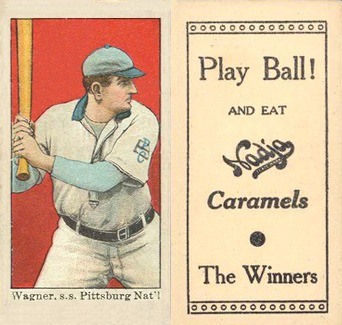 Wagner, s.s. Pittsburg Nat'l
Play Ball!
AND EAT
Nadja
Caramels
The Winners